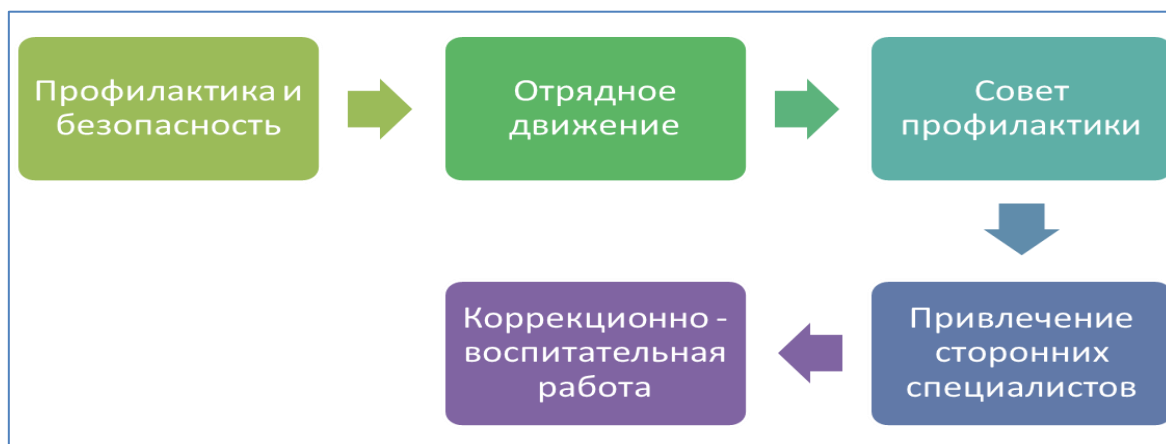 Профилактика и
безопасность
Отрядное
движение
Совет
профилактики
Привлечение
сторонних
специалистов
Коррекционно -
воспитательная
работа